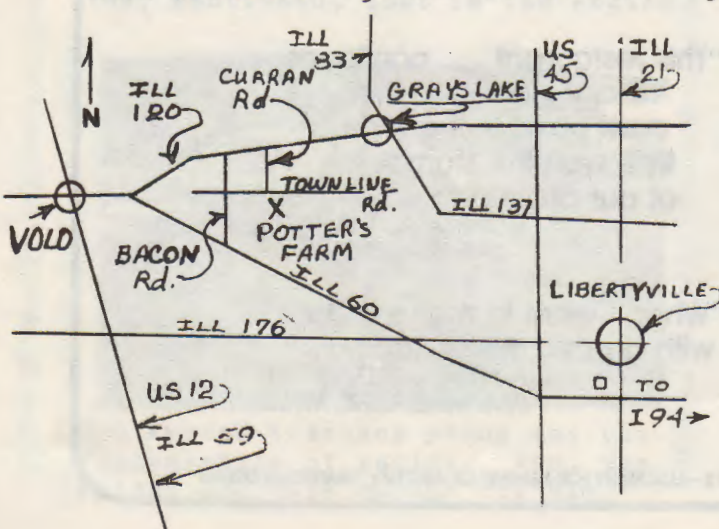 ILL
83
US
45
ILL
21
CURRAN
Rd
GRAYSLAKE
ILL
120
N
TOWNLINE
Rd.
X
POTTER'S
FARM
ILL 137
VOLO
BACON
Rd.
ILL 60
LIBERTYVILLE
ILL 176
TO
I94
US 12
ILL 59